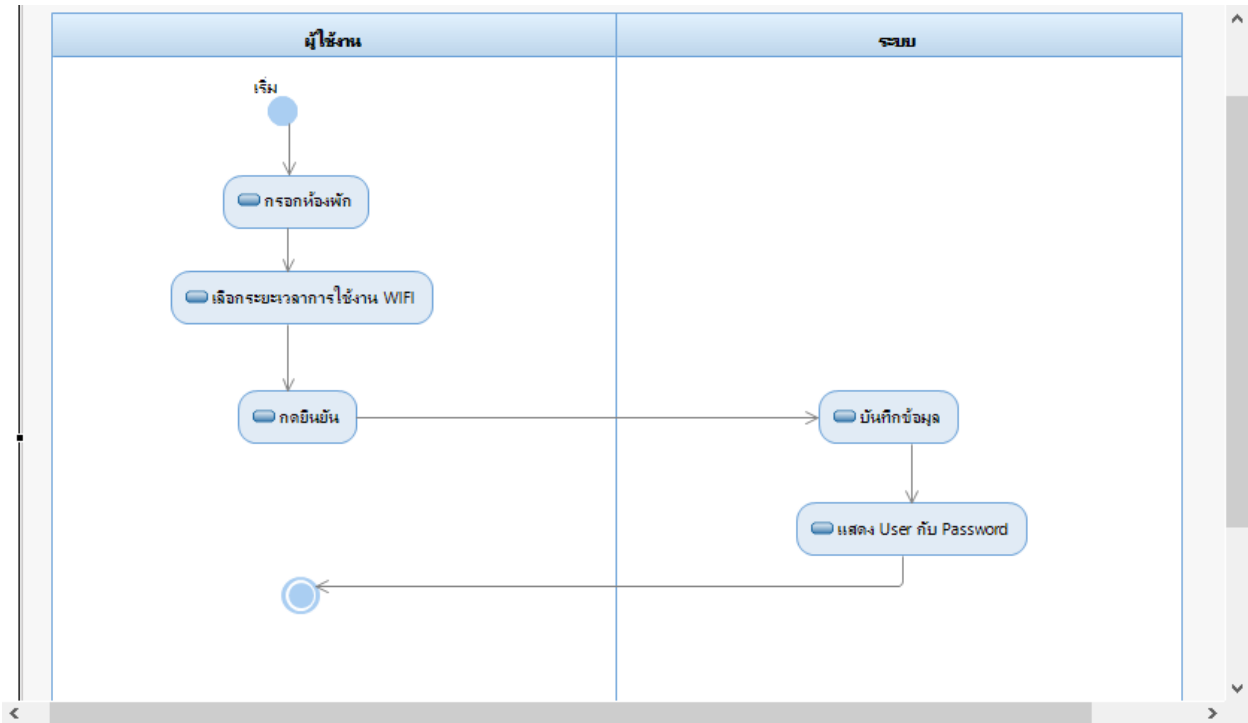 ผู้ใช้งาน
ระบบ
เริ่ม
กรอกห้องพัก
เลือกระยะเวลาการใช้งาน WIFI
กดยืนยัน
บันทึกข้อมูล
แสดง User กับ Password